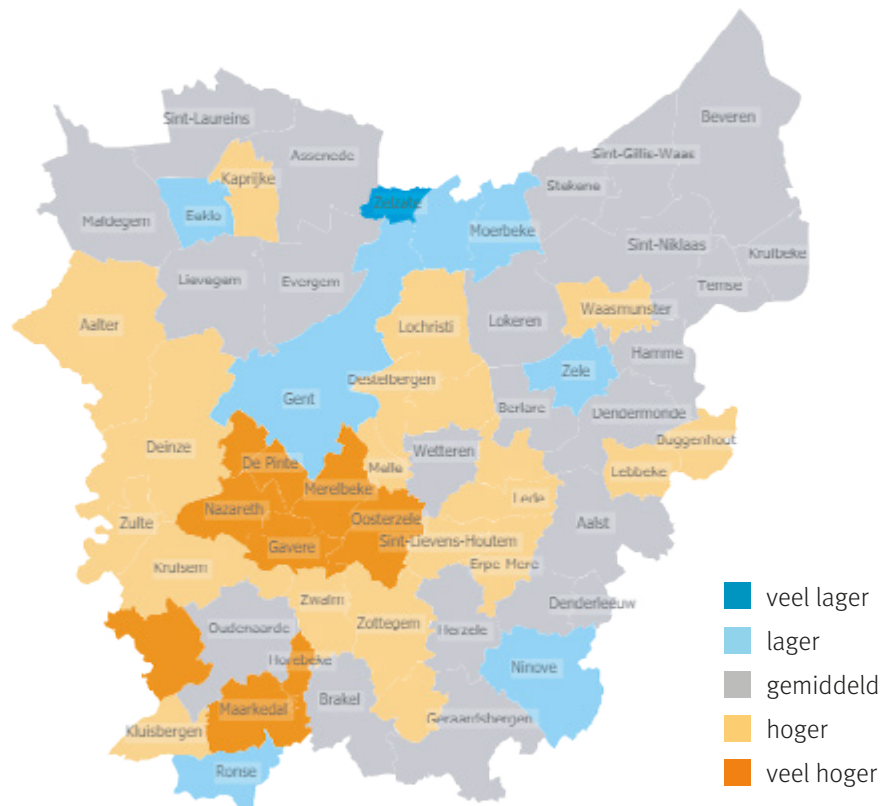 Sint-Laureins
Beveren
Assenede
Sint-Gillis-Waas
Kaprijke
Stekene
Zelzate
Eeklo
Maldegem
Moerbeke
Sint-Niklaas
Kruibeke
Lievegem
Evergem
Temse
Aalter
Lochristi
Lokeren
Waasmunster
Hamme
Destelbergen
Zele
Gent
Berlare
Dendermonde
Deinze
Buggenhout
De Pinte
Melle
Wetteren
Lebbeke
Merelbeke
Lede
Nazareth
Oosterzele
Zulte
Aalst
Gavere
Sint-Lievens-Houtem
Kruisem
Erpe-Mere
Zwalm
Denderleeuw
Oudenaarde
Zottegem
Herzele
Horebeke
Ninove
Brakel
Maarkedal
Geraardsbergen
Kluisbergen
Ronse
veel lager
lager
gemiddeld
hoger
veel hoger